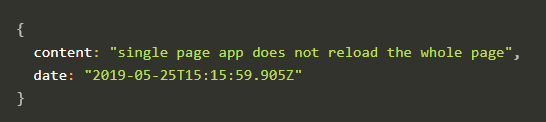 {
content: "single page app does not reload the whole page",
date: "2019-05-25T15:15:59.905Z"
}